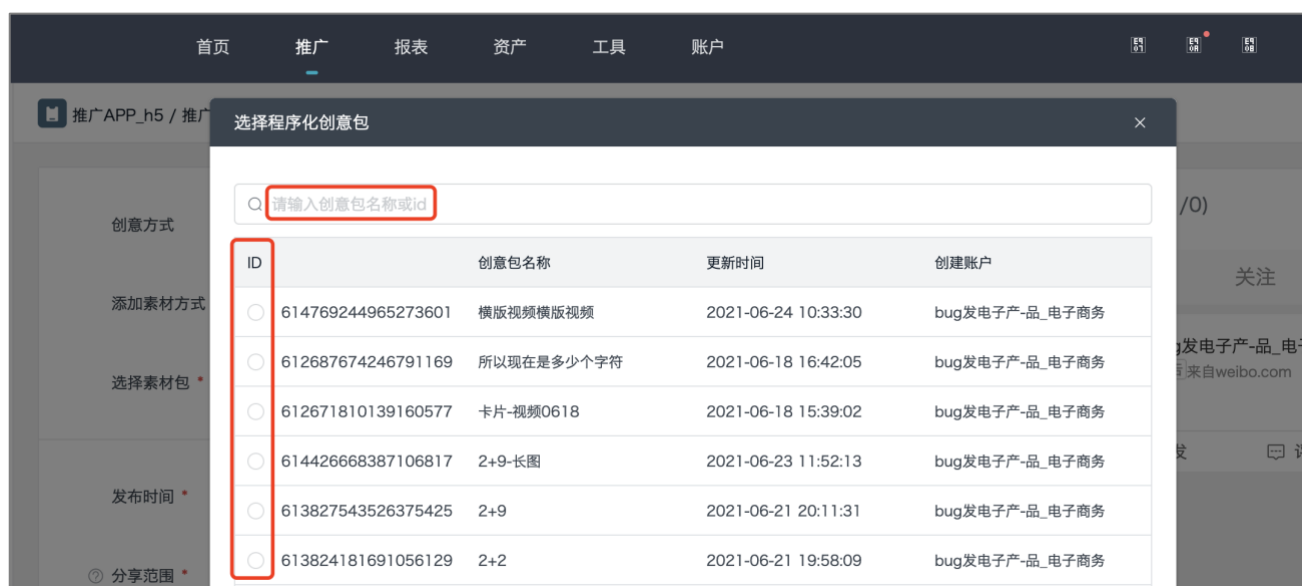 首页 推广 报表 资产 工具 账户
推广APP_h5 / 推广
选择程序化创意包
请输入创意包名称或id
/0)
创意方式
ID 创意包名称 更新时间 创建账户
关注
添加素材方式
614769244965273601 横版视频横版视频 2021-06-24 10:33:30 bug发电子产-品_电子商务
发电子产-品_电
612687674246791169 所以现在是多少个字符 2021-06-18 16:42:05 bug发电子产-品_电子商务
来自weibo.com
选择素材包 *
612671810139160577 卡片-视频0618 2021-06-18 15:39:02 bug发电子产-品_电子商务
614426668387106817 2+9-长图 2021-06-23 11:52:13 bug发电子产-品_电子商务
发布时间 *
613827543526375425 2+9 2021-06-21 20:11:31 bug发电子产-品_电子商务
613824181691056129 2+2 2021-06-21 19:58:09 bug发电子产-品_电子商务
分享范围 *